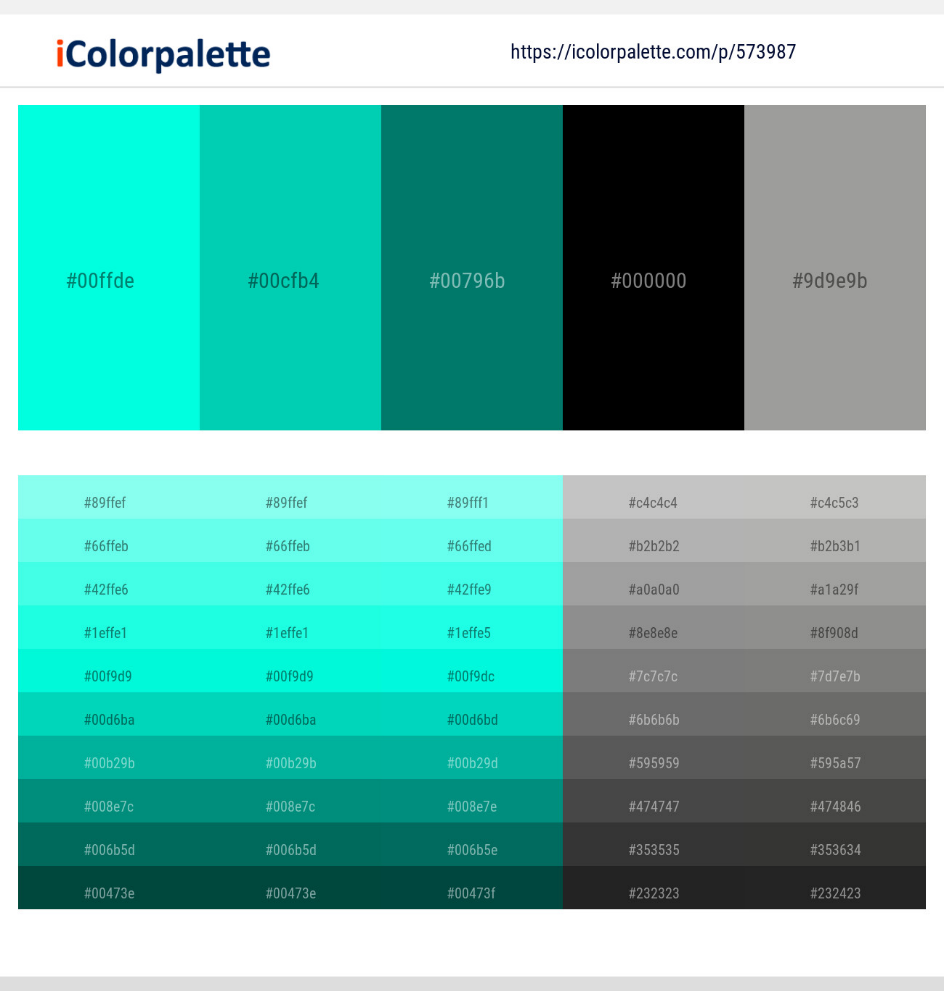 iColorpalette https://icolorpalette.com/p/573987
#00ffde #00cfb4 #00796b #000000 #9d9e9b
#89ffef #89ffef #89fff1 #c4c4c4 #c4c5c3
#66ffeb #66ffeb #66ffed #b2b2b2 #b2b3b1
#42ffe6 #42ffe6 #42ffe9 #a0a0a0 #a1a29f
#1effe1 #1effe1 #1effe5 #8e8e8e #8f908d
#00f9d9 #00f9d9 #00f9dc #7c7c7c #7d7e7b
#00d6ba #00d6ba #00d6bd #6b6b6b #6b6c69
#00b29b #00b29b #00b29d #595959 #595a57
#008e7c #008e7c #008e7e #474747 #474846
#006b5d #006b5d #006b5e #353535 #353634
#00473e #00473e #00473f #232323 #232423